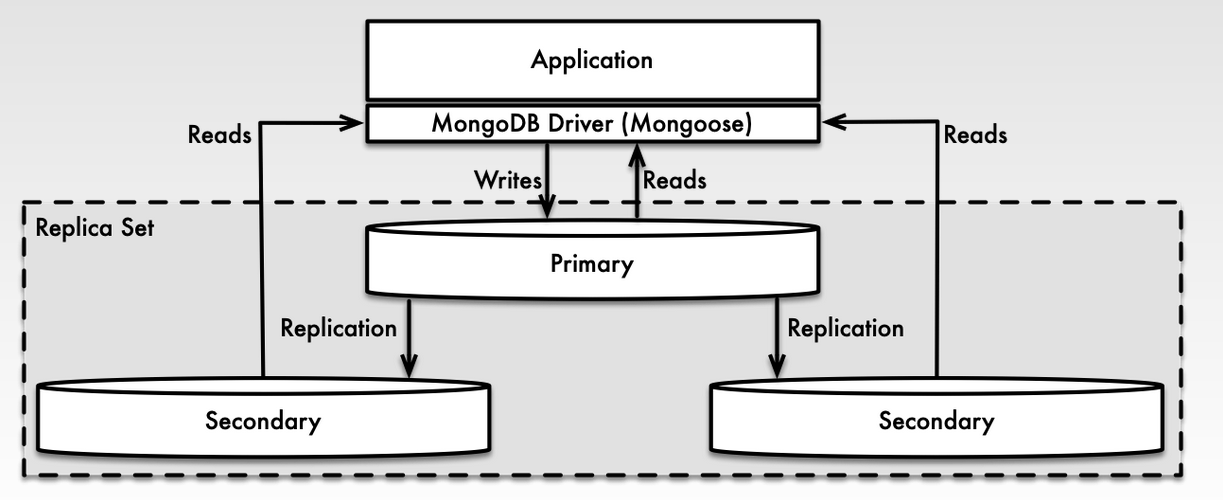 Application
MongoDB Driver (Mongoose)
Reads
Reads
Writes
Reads
Replica Set
Primary
Replication
Replication
Secondary
Secondary